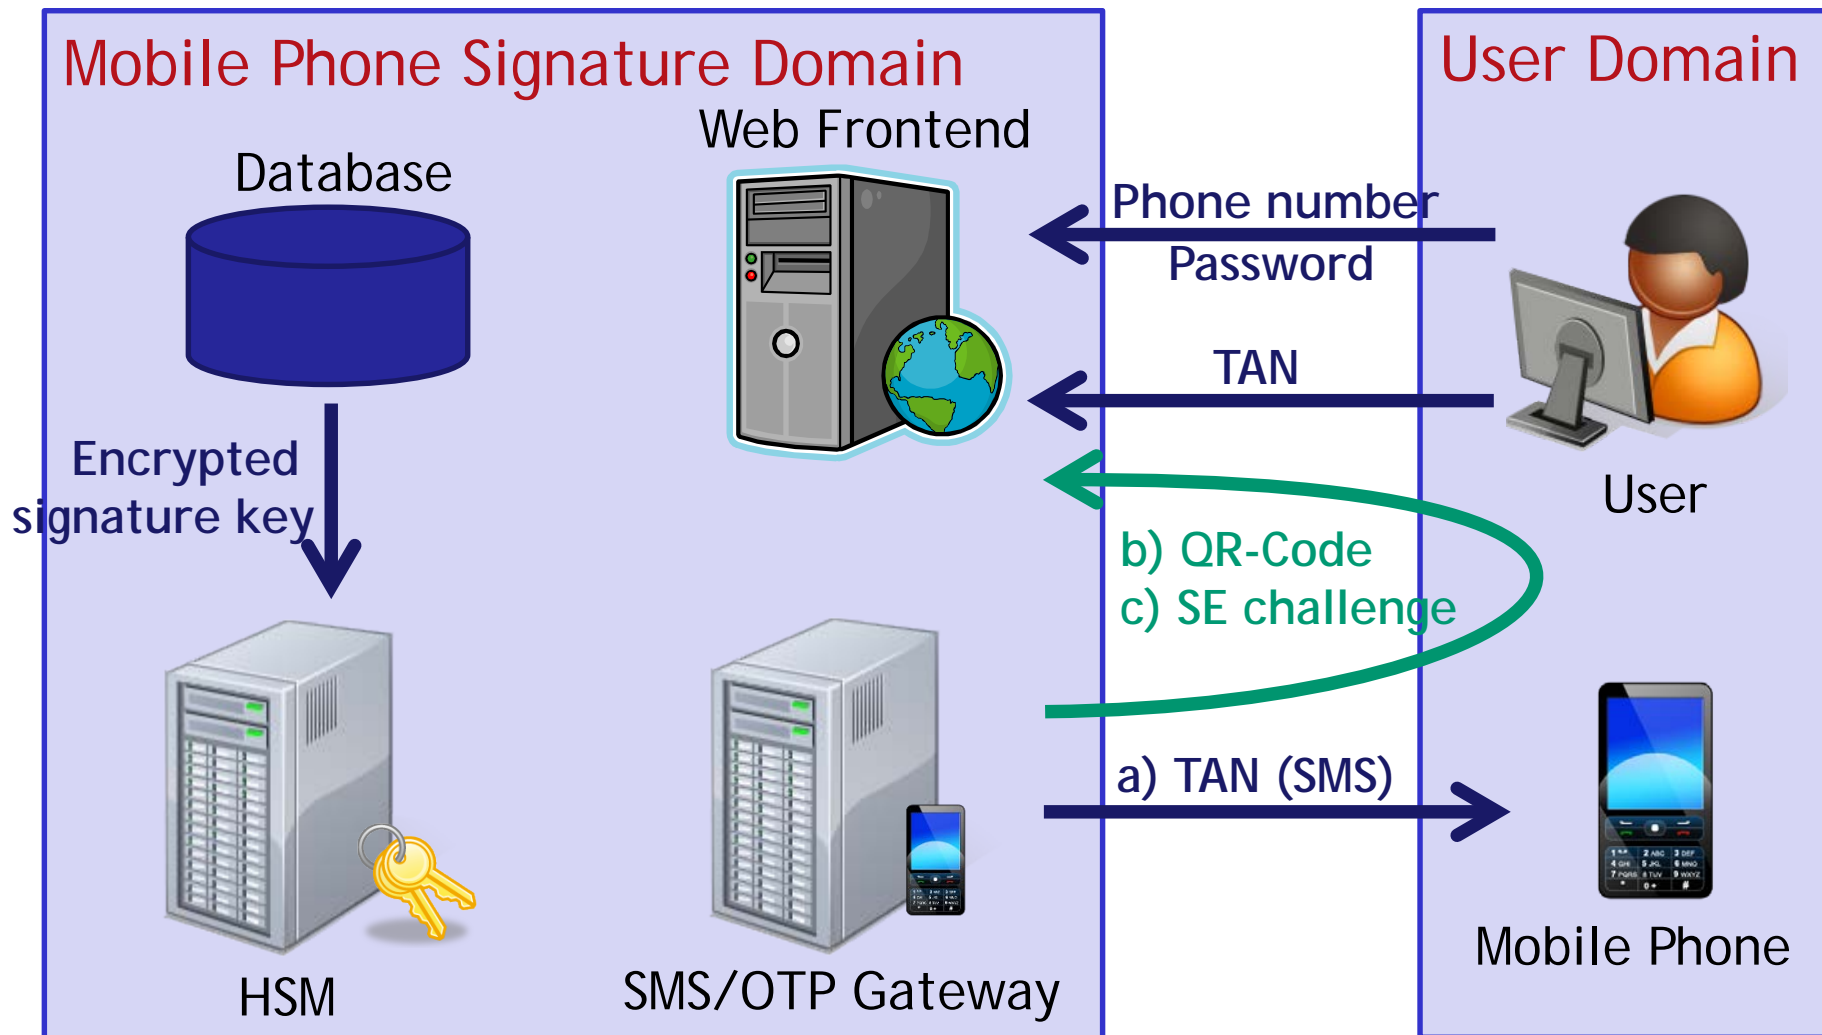 Mobile Phone Signature Domain
User Domain
Web Frontend
Database
Phone number
Password
TAN
Encrypted
signature key
User
b) QR-Code
c) SE challenge
a) TAN (SMS)
HSM
SMS/OTP Gateway
Mobile Phone